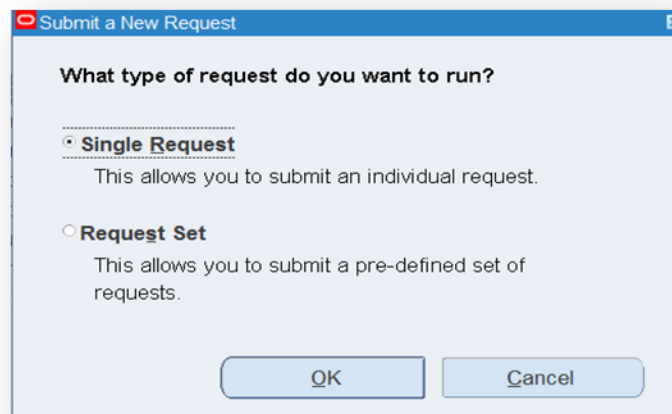 Submit a New Request
What type of request do you want to run?
Single Request
This allows you to submit an individual request.
Request Set
This allows you to submit a pre-defined set of
requests.
OK
Cancel